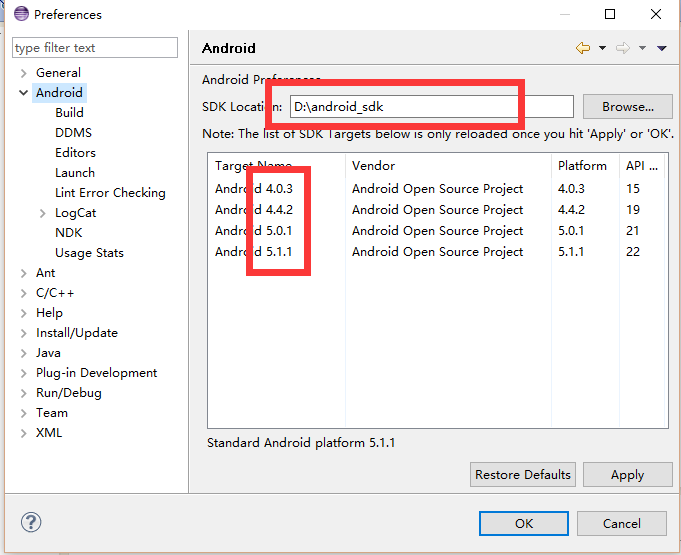 Preferences
type filter text
General
Android
Build
DDMS
Editors
Launch
Lint Error Checking
LogCat
NDK
Usage Stats
Ant
C/C++
Help
Install/Update
Java
Plug-in Development
Run/Debug
Team
XML
Android
Android Preferences
SDK Location: D:\android_sdk Browse...
Note: The list of SDK Targets below is only reloaded once you hit 'Apply' or 'OK'.
Target Name Vendor Platform API ...
Android 4.0.3 Android Open Source Project 4.0.3 15
Android 4.4.2 Android Open Source Project 4.4.2 19
Android 5.0.1 Android Open Source Project 5.0.1 21
Android 5.1.1 Android Open Source Project 5.1.1 22
Standard Android platform 5.1.1
Restore Defaults Apply
? OK Cancel